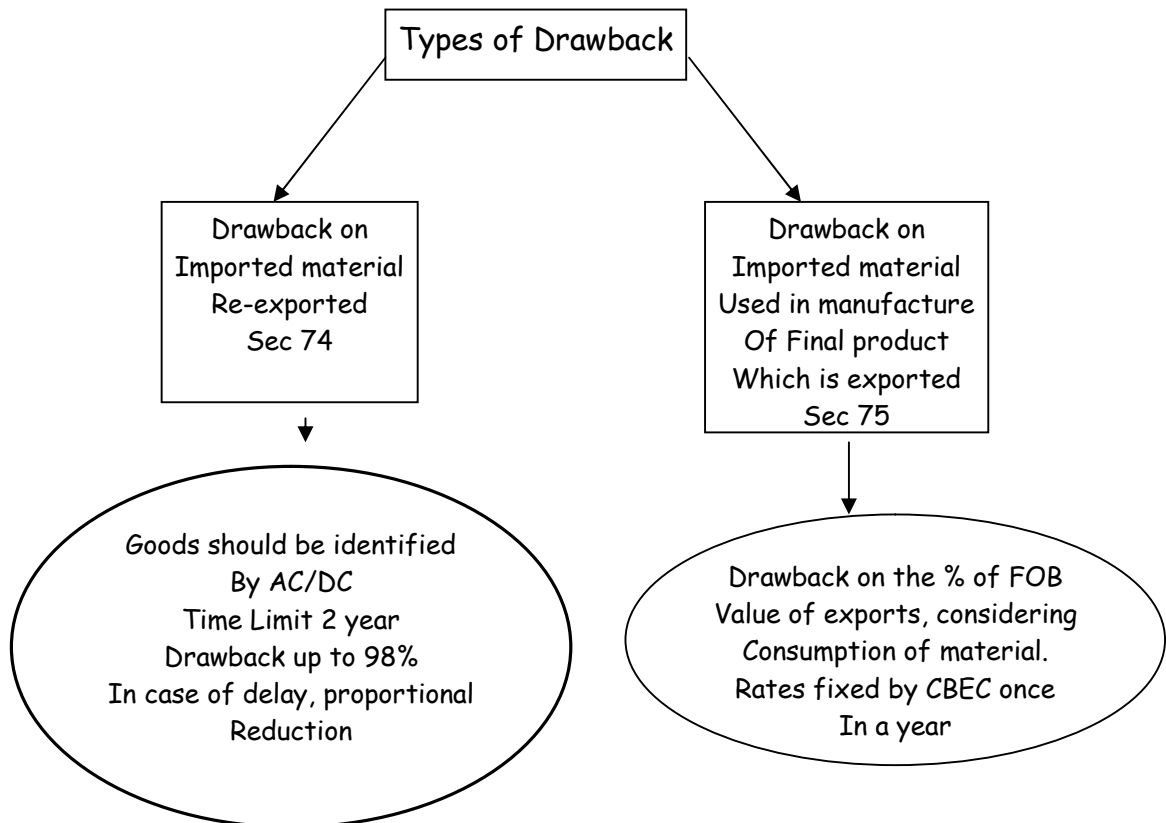 Types of Drawback
Drawback on
Imported material
Re-exported
Sec 74
Drawback on
Imported material
Used in manufacture
Of Final product
Which is exported
Sec 75
Goods should be identified
By AC/DC
Time Limit 2 year
Drawback up to 98%
In case of delay, proportional
Reduction
Drawback on the % of FOB
Value of exports, considering
Consumption of material.
Rates fixed by CBEC once
In a year